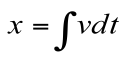 x = ∫vdt